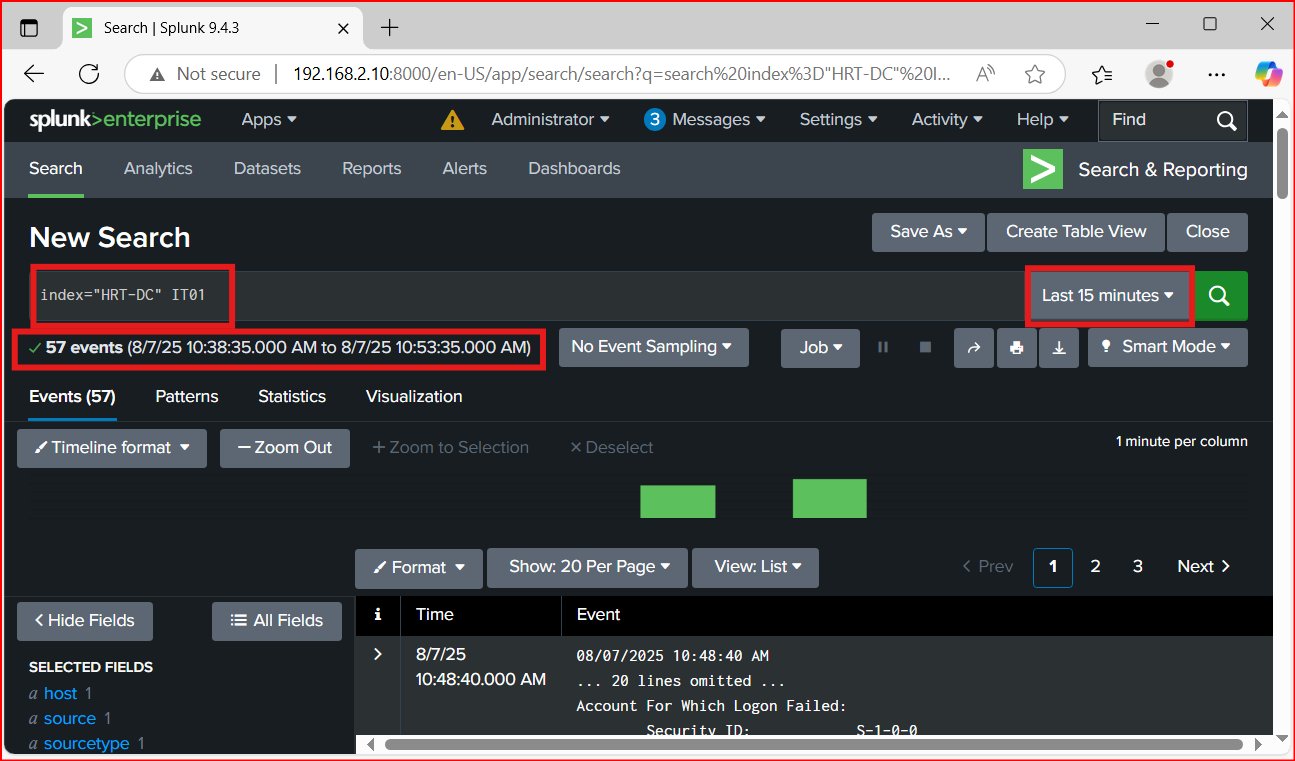 Search | Splunk 9.4.3
Not secure 192.168.2.10:8000/en-US/app/search/search?q=search%20index%3D"HRT-DC"%20I...
splunk>enterprise Apps Administrator 3 Messages Settings Activity Help Find
Search Analytics Datasets Reports Alerts Dashboards Search & Reporting
New Search Save As Create Table View Close
index="HRT-DC" IT01 Last 15 minutes
57 events (8/7/25 10:38:35.000 AM to 8/7/25 10:53:35.000 AM) No Event Sampling Job Smart Mode
Events (57) Patterns Statistics Visualization
Timeline format Zoom Out Zoom to Selection Deselect 1 minute per column
Format Show: 20 Per Page View: List Prev 1 2 3 Next
Hide Fields All Fields i Time Event
SELECTED FIELDS
a host 1
a source 1
a sourcetype 1
8/7/25
10:48:40.000 AM
08/07/2025 10:48:40 AM
... 20 lines omitted ...
Account For Which Logon Failed:
Security ID: S-1-0-0